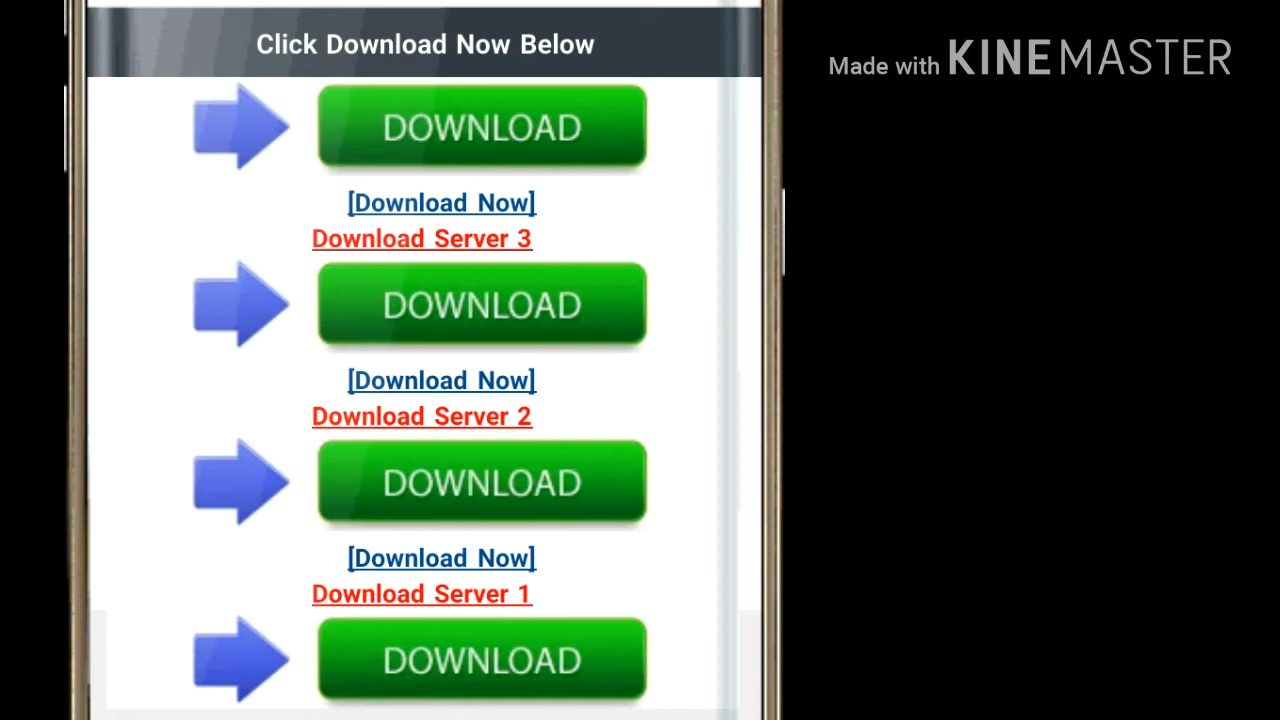 Click Download Now Below
Made with KINEMASTER
DOWNLOAD
[Download Now]
Download Server 3
DOWNLOAD
[Download Now]
Download Server 2
DOWNLOAD
[Download Now]
Download Server 1
DOWNLOAD